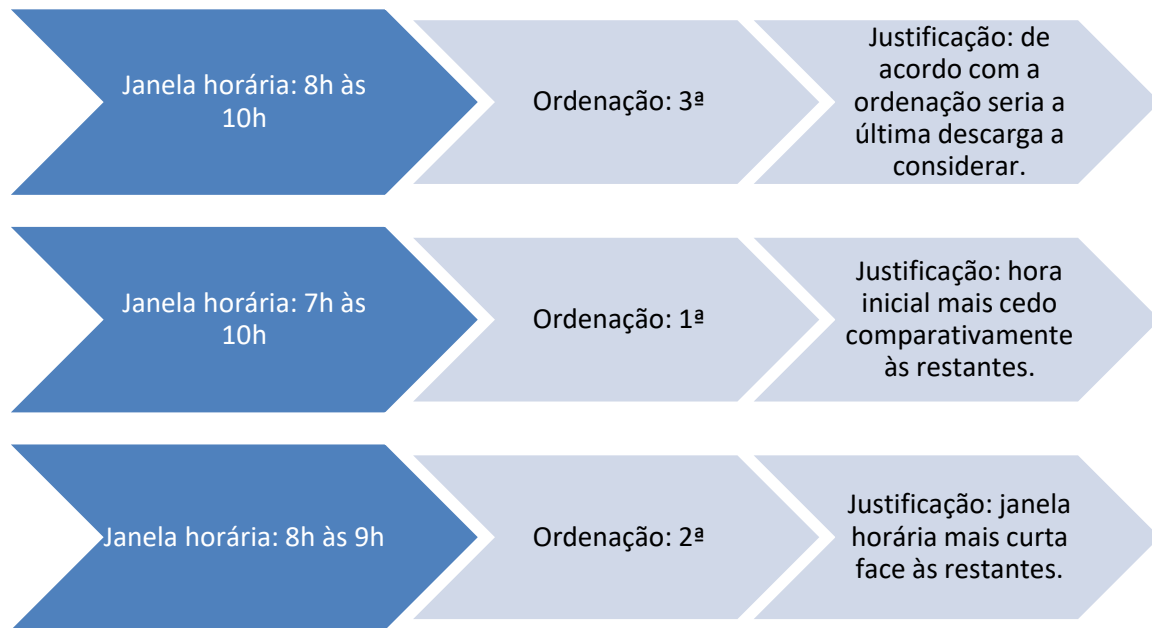 Janela horária: 8h às
10h
Ordenação: 3ª
Justificação: de
acordo com a
ordenação seria a
última descarga a
considerar.
Janela horária: 7h às
10h
Ordenação: 1ª
Justificação: hora
inicial mais cedo
comparativamente
às restantes.
Janela horária: 8h às 9h
Ordenação: 2ª
Justificação: janela
horária mais curta
face às restantes.